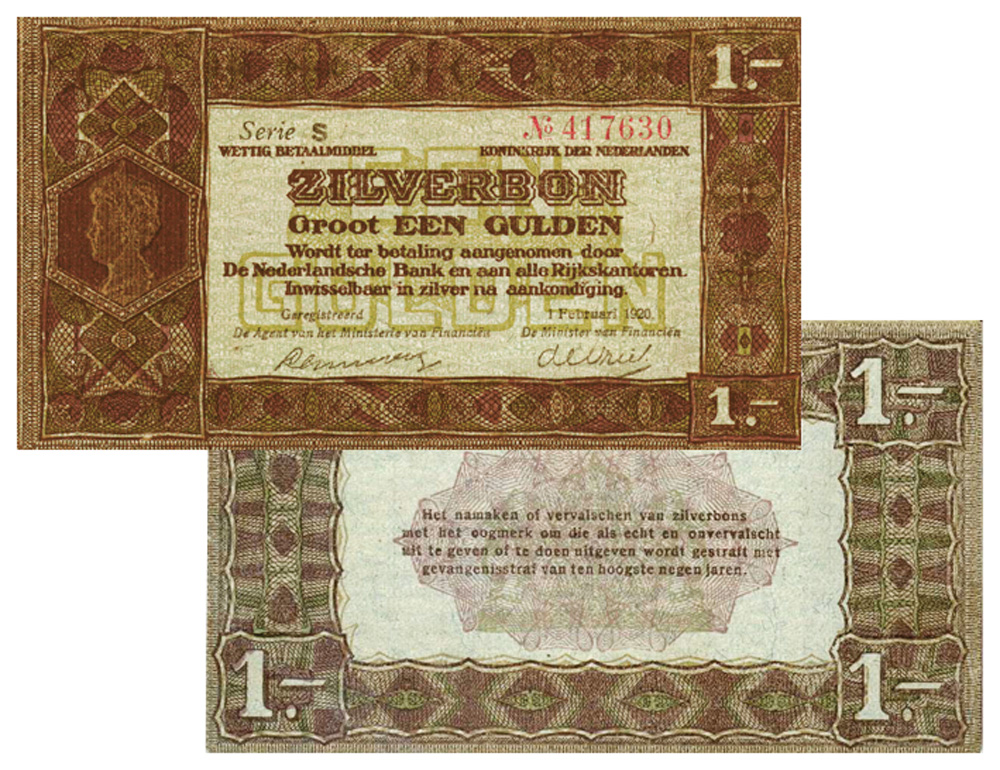 1.-
Serie S
№ 417630
WETTIG BETAALMIDDEL
KONINKRIJK DER NEDERLANDEN
EEN
GULDEN
ZILVERBON
Groot EEN GULDEN
Wordt ter betaling aangenomen door
De Nederlandsche Bank en aan alle Rijkskantoren.
Inwisselbaar in zilver na aankondiging.
Geregistreerd
1 Februari 1920.
De Agent van het Ministerie van Financiën
De Minister van Financiën
de Vries
1.-
1.-
Het namaken of vervalschen van zilverbons
met het oogmerk om die als echt en onvervalscht
uit te geven of te doen uitgeven wordt gestraft met
gevangenisstraf van ten hoogste negen jaren.
1.-
1.-